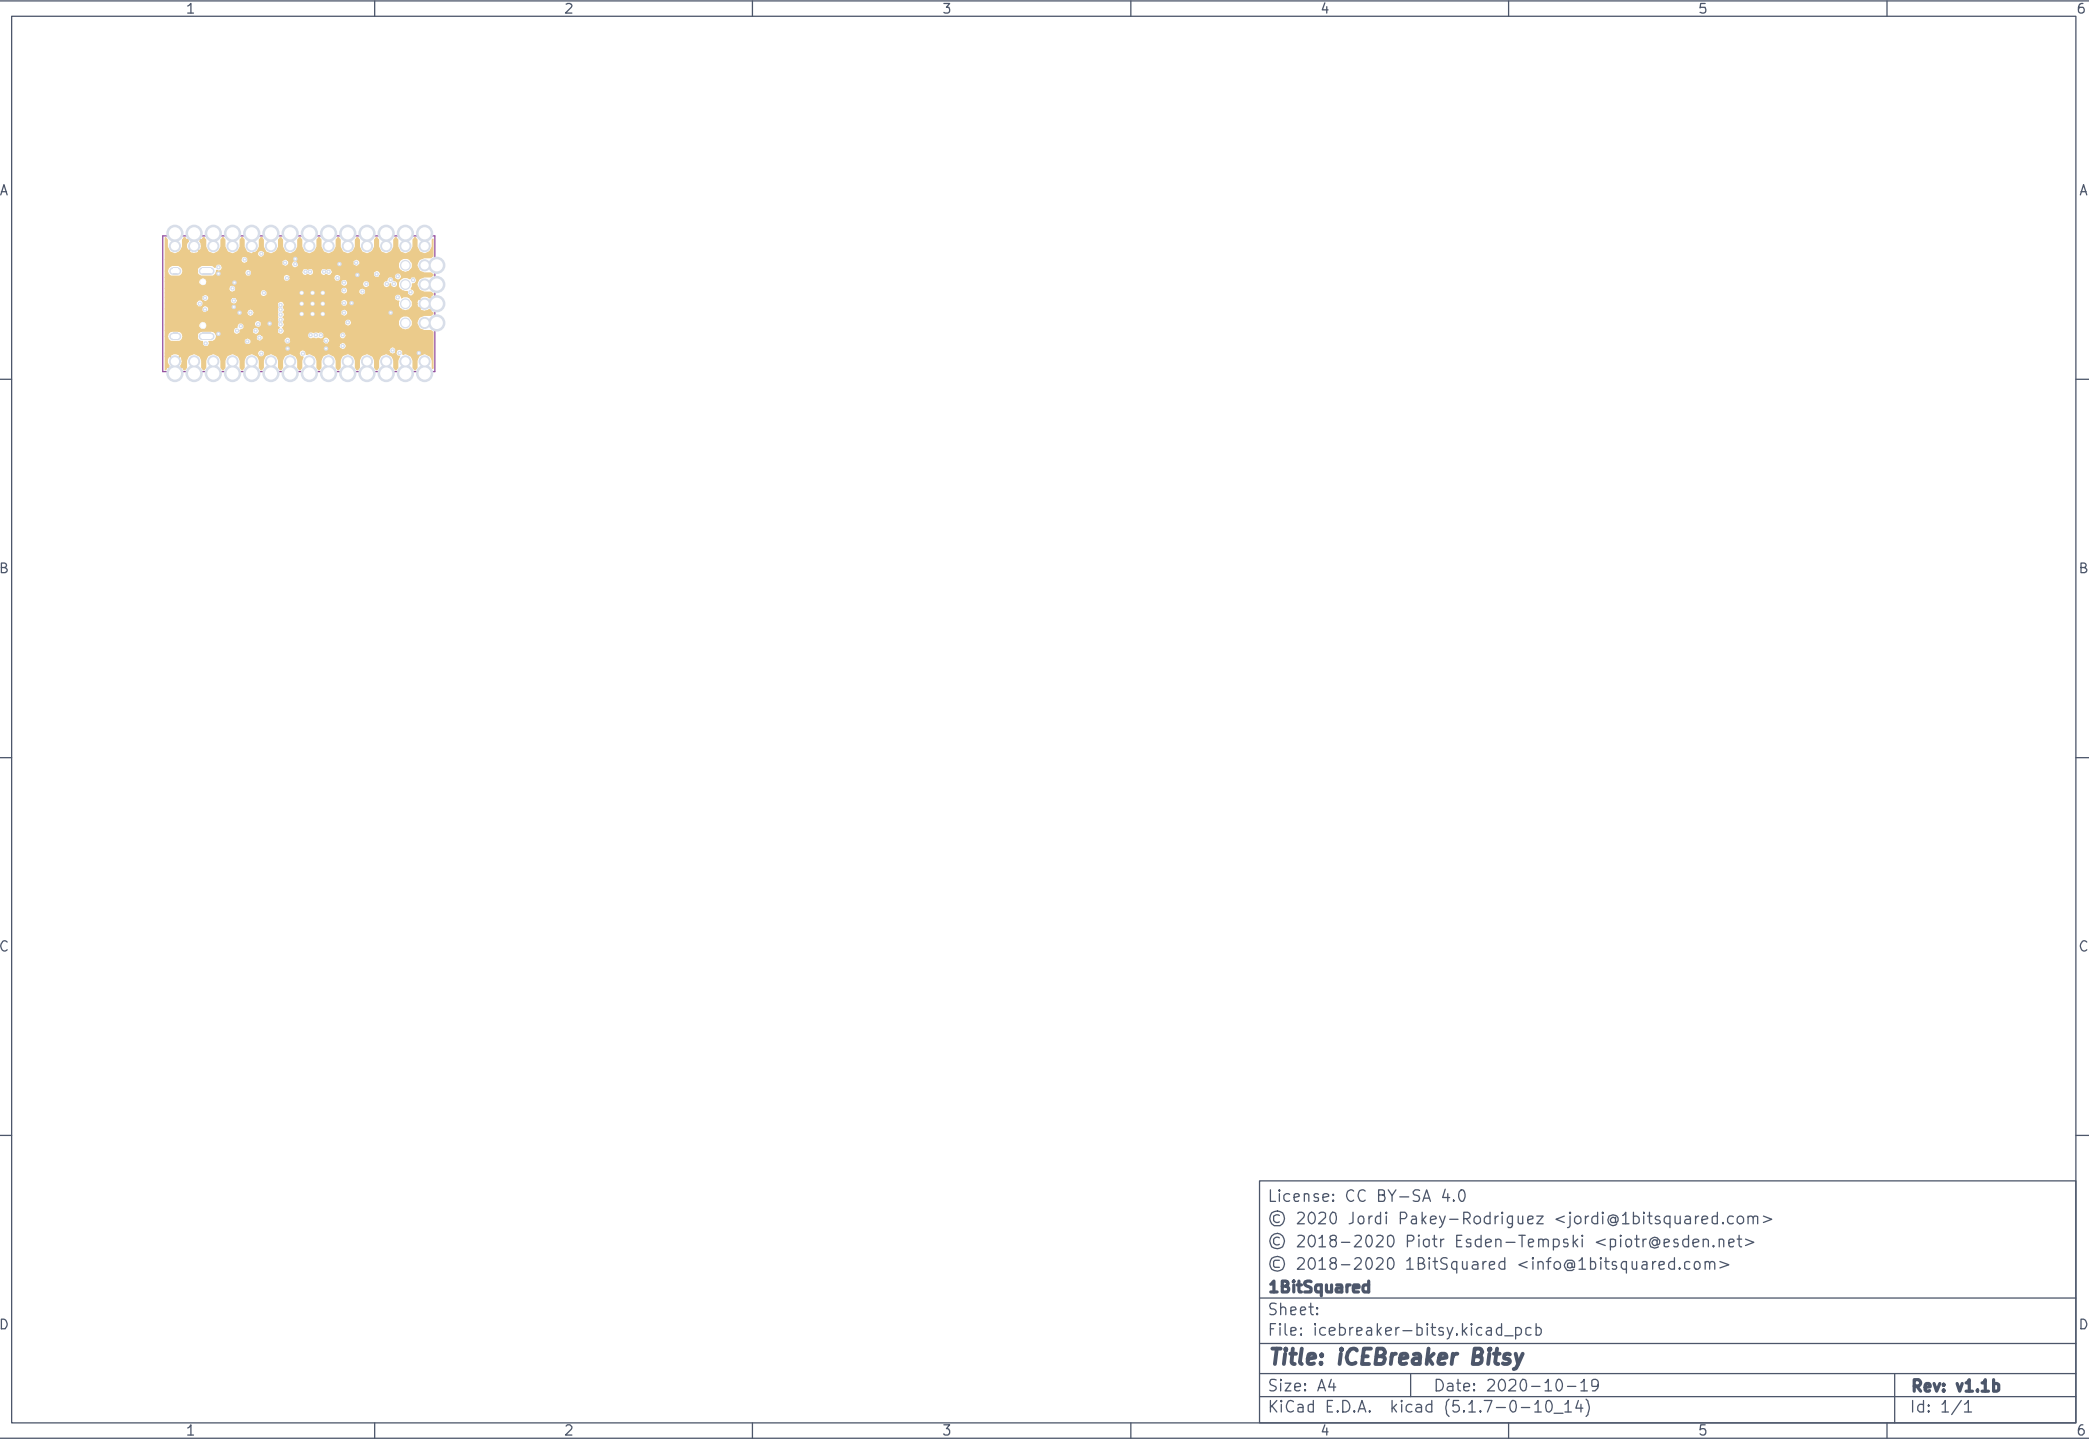 1 2 3 4 5 6
A A
B B
C C
License: CC BY-SA 4.0
© 2020 Jordi Pakey-Rodriguez <jordi@1bitsquared.com>
© 2018-2020 Piotr Esden-Tempski <piotr@esden.net>
© 2018-2020 1BitSquared <info@1bitsquared.com>
1BitSquared
Sheet:
D D
File: icebreaker-bitsy.kicad_pcb
Title: iCEBreaker Bitsy
Size: A4 Date: 2020-10-19 Rev: v1.1b
KiCad E.D.A. kicad (5.1.7-0-10_14) Id: 1/1
1 2 3 4 5 6